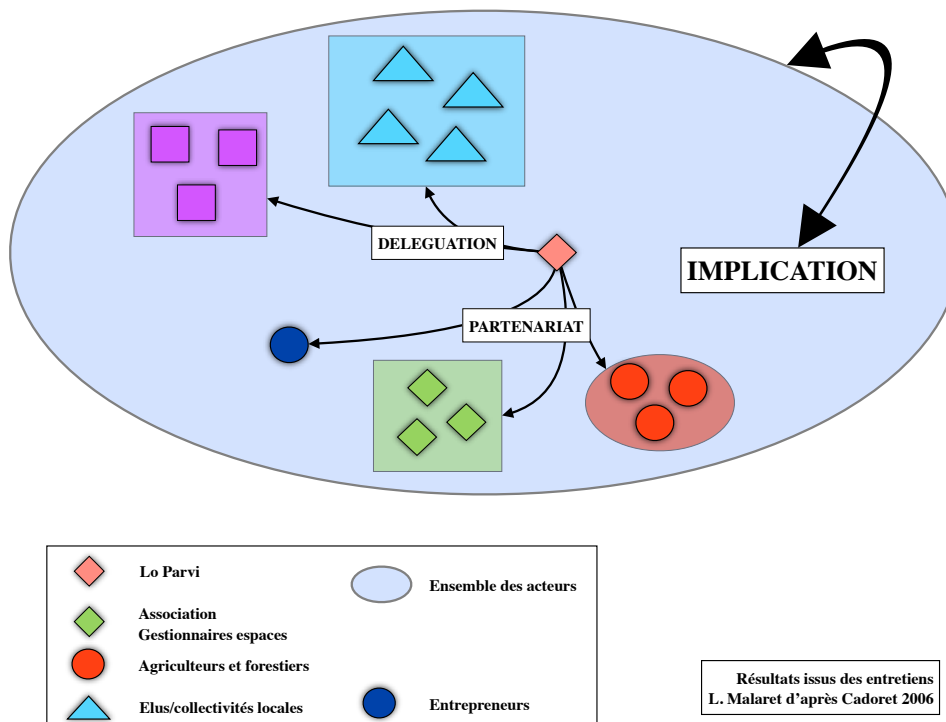 DELEGUATION
IMPLICATION
PARTENARIAT
Lo Parvi
Ensemble des acteurs
Association
Gestionnaires espaces
Agriculteurs et forestiers
Elus/collectivités locales
Entrepreneurs
Résultats issus des entretiens
L. Malaret d'après Cadoret 2006